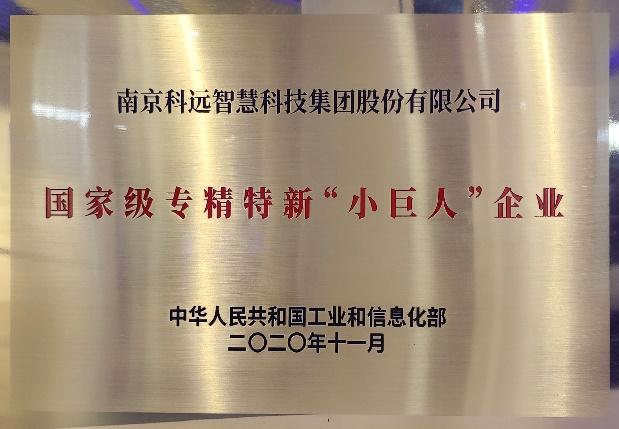 南京科远智慧科技集团股份有限公司
国家级专精特新“小巨人”企业
中华人民共和国工业和信息化部
二〇二〇年十一月